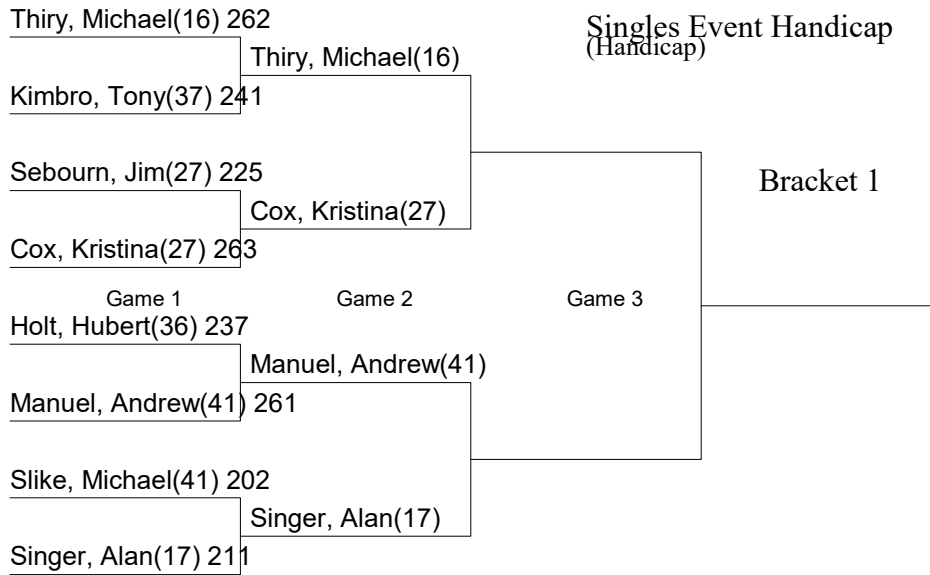 Thiry, Michael(16) 262
Singles Event Handicap
(Handicap)
Thiry, Michael(16)
Kimbro, Tony(37) 241
Sebourn, Jim(27) 225
Bracket 1
Cox, Kristina(27)
Cox, Kristina(27) 263
Game 1
Game 2
Game 3
Holt, Hubert(36) 237
Manuel, Andrew(41)
Manuel, Andrew(41) 261
Slike, Michael(41) 202
Singer, Alan(17)
Singer, Alan(17) 211